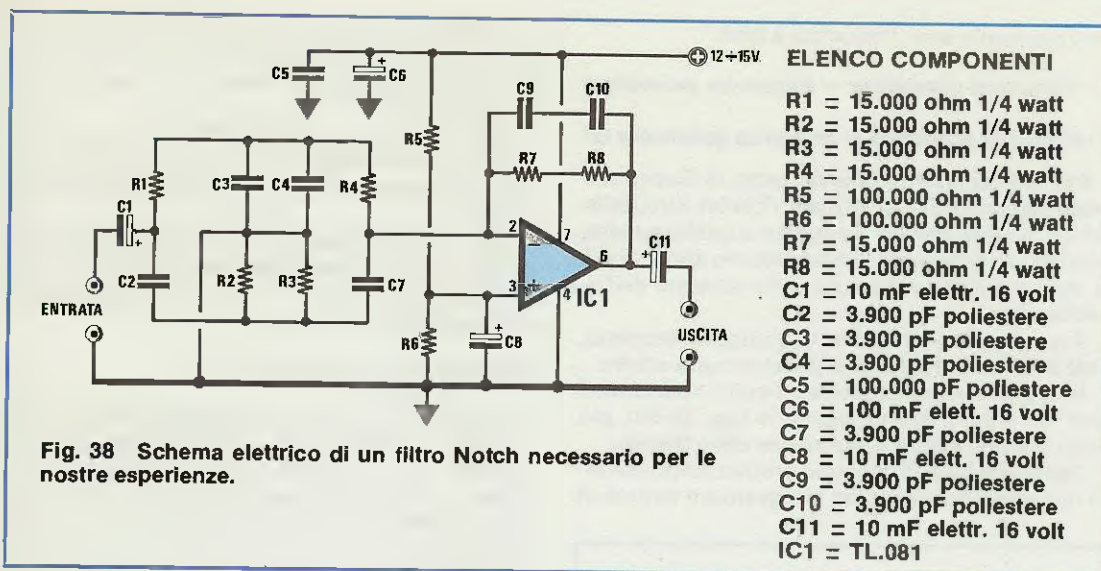 C5
C6
+
12÷15V.
C9
C10
R5
R7
R8
R1
C3
C4
R4
C1
+
C2
R2
R3
C7
2
7
-
6
3
+
4
IC1
+
C11
ENTRATA
R6
+
C8
USCITA
Fig. 38 Schema elettrico di un filtro Notch necessario per le
nostre esperienze.
ELENCO COMPONENTI
R1 = 15.000 ohm 1/4 watt
R2 = 15.000 ohm 1/4 watt
R3 = 15.000 ohm 1/4 watt
R4 = 15.000 ohm 1/4 watt
R5 = 100.000 ohm 1/4 watt
R6 = 100.000 ohm 1/4 watt
R7 = 15.000 ohm 1/4 watt
R8 = 15.000 ohm 1/4 watt
C1 = 10 mF elettr. 16 volt
C2 = 3.900 pF poliestere
C3 = 3.900 pF poliestere
C4 = 3.900 pF poliestere
C5 = 100.000 pF poliestere
C6 = 100 mF elett. 16 volt
C7 = 3.900 pF poliestere
C8 = 10 mF elett. 16 volt
C9 = 3.900 pF poliestere
C10 = 3.900 pF poliestere
C11 = 10 mF elettr. 16 volt
IC1 = TL.081